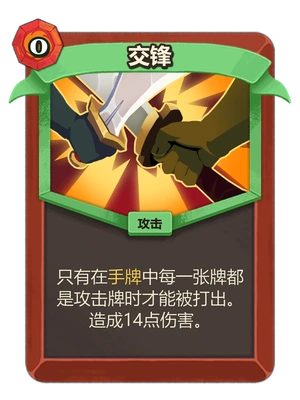 0
交锋
攻击
只有在手牌中每一张牌都
是攻击牌时才能被打出。
造成14点伤害。